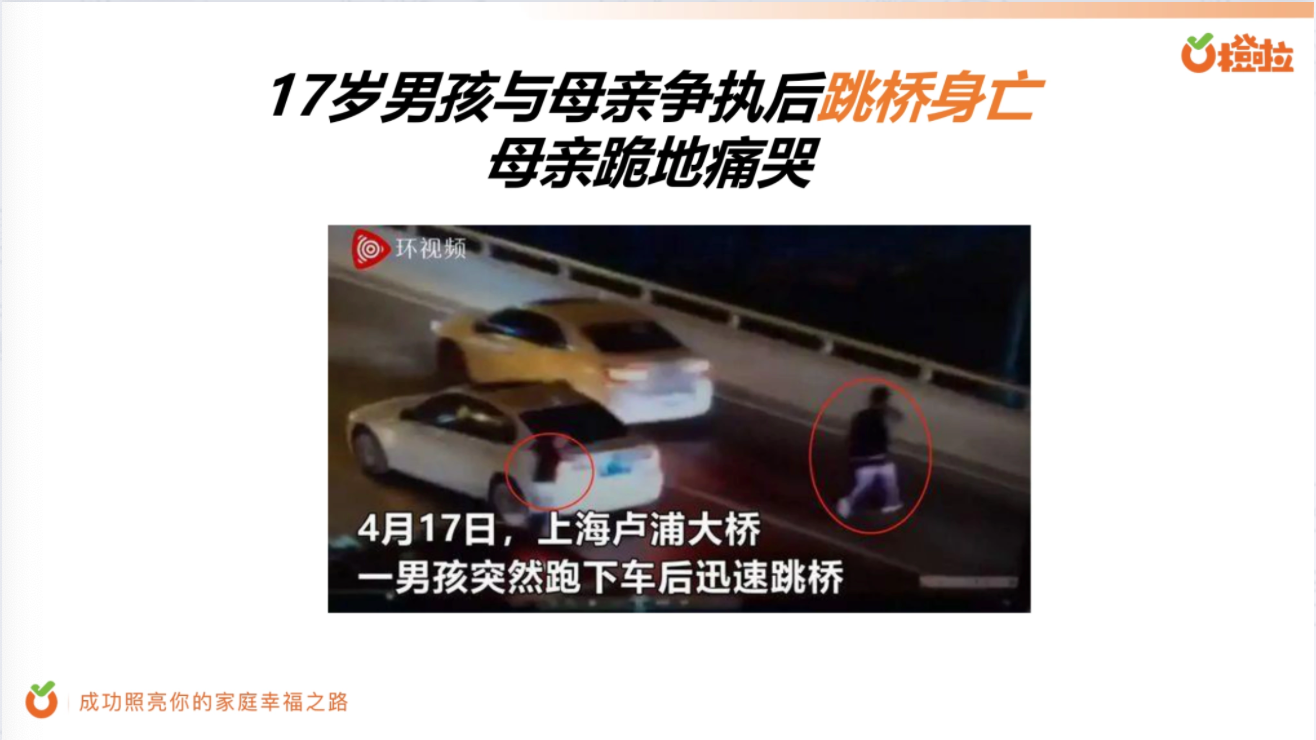 橙啦
17岁男孩与母亲争执后跳桥身亡
母亲跪地痛哭
环视频
4月17日，上海卢浦大桥
一男孩突然跑下车后迅速跳桥
成功照亮你的家庭幸福之路